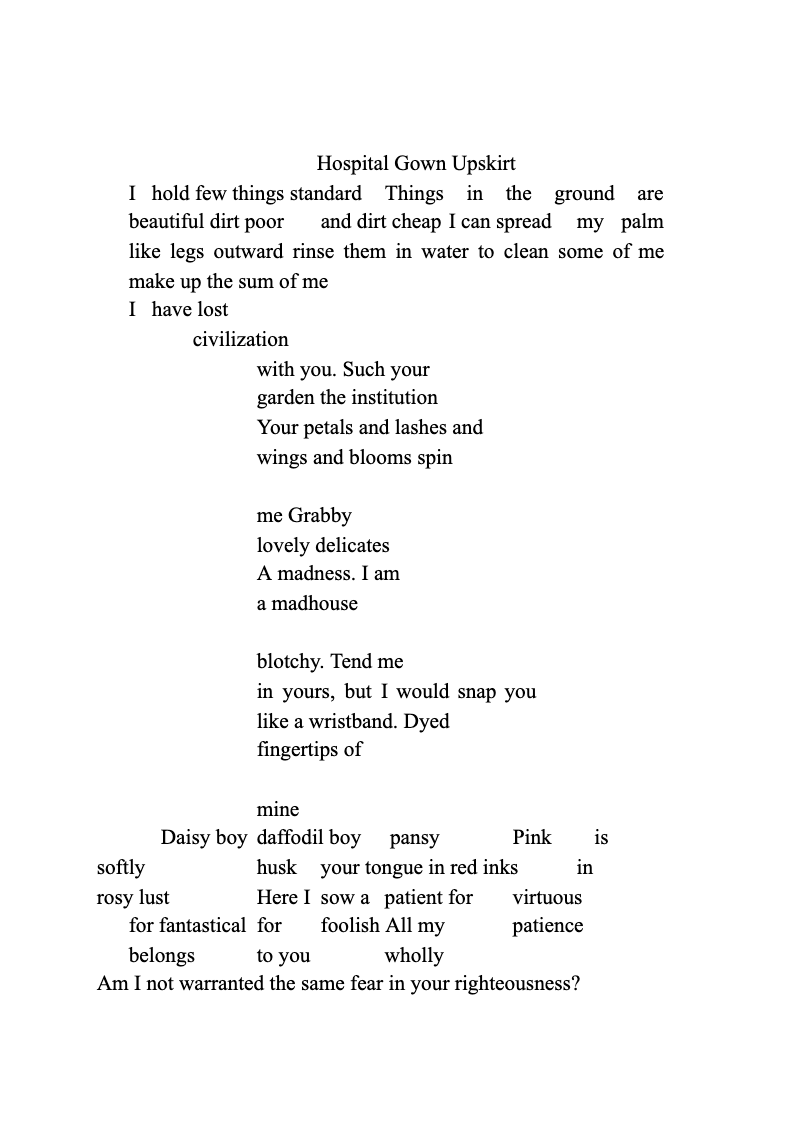 Hospital Gown Upskirt
I hold few things standard Things in the ground are
beautiful dirt poor and dirt cheap I can spread my palm
like legs outward rinse them in water to clean some of me
make up the sum of me
I have lost
civilization
with you. Such your
garden the institution
Your petals and lashes and
wings and blooms spin
me Grabby
lovely delicates
A madness. I am
a madhouse
blotchy. Tend me
in yours, but I would snap you
like a wristband. Dyed
fingertips of
mine
Daisy boy daffodil boy pansy Pink is
softly husk your tongue in red inks in
rosy lust Here I sow a patient for virtuous
for fantastical for foolish All my patience
belongs to you wholly
Am I not warranted the same fear in your righteousness?